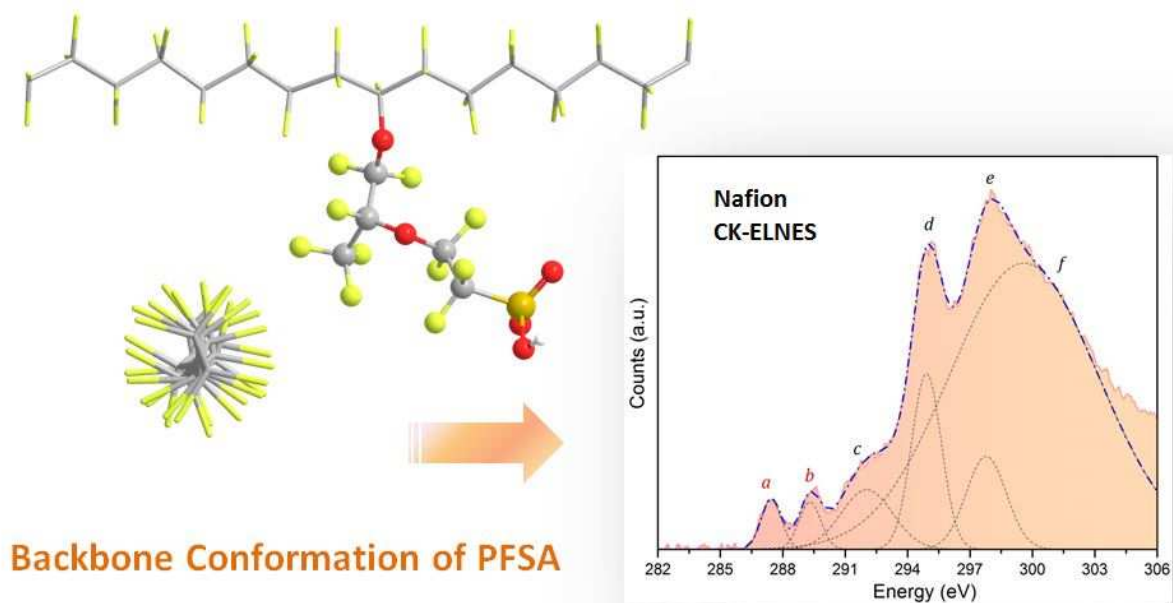 Nafion
CK-ELNES
a
b
c
d
e
f
Counts (a.u.)
282 285 288 291 294 297 300 303 306
Energy (eV)
Backbone Conformation of PFSA